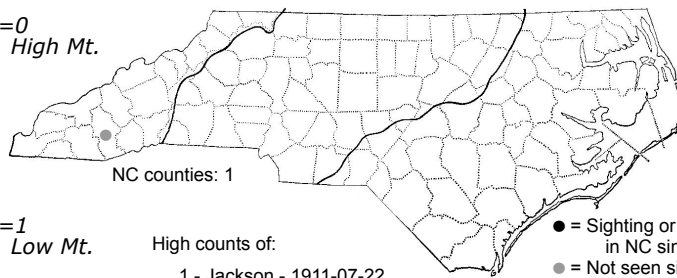 =0
High Mt.
NC counties: 1
=1
Low Mt.
High counts of:
1 - Jackson - 1911-07-22
● = Sighting or
in NC sin
● = Not seen si